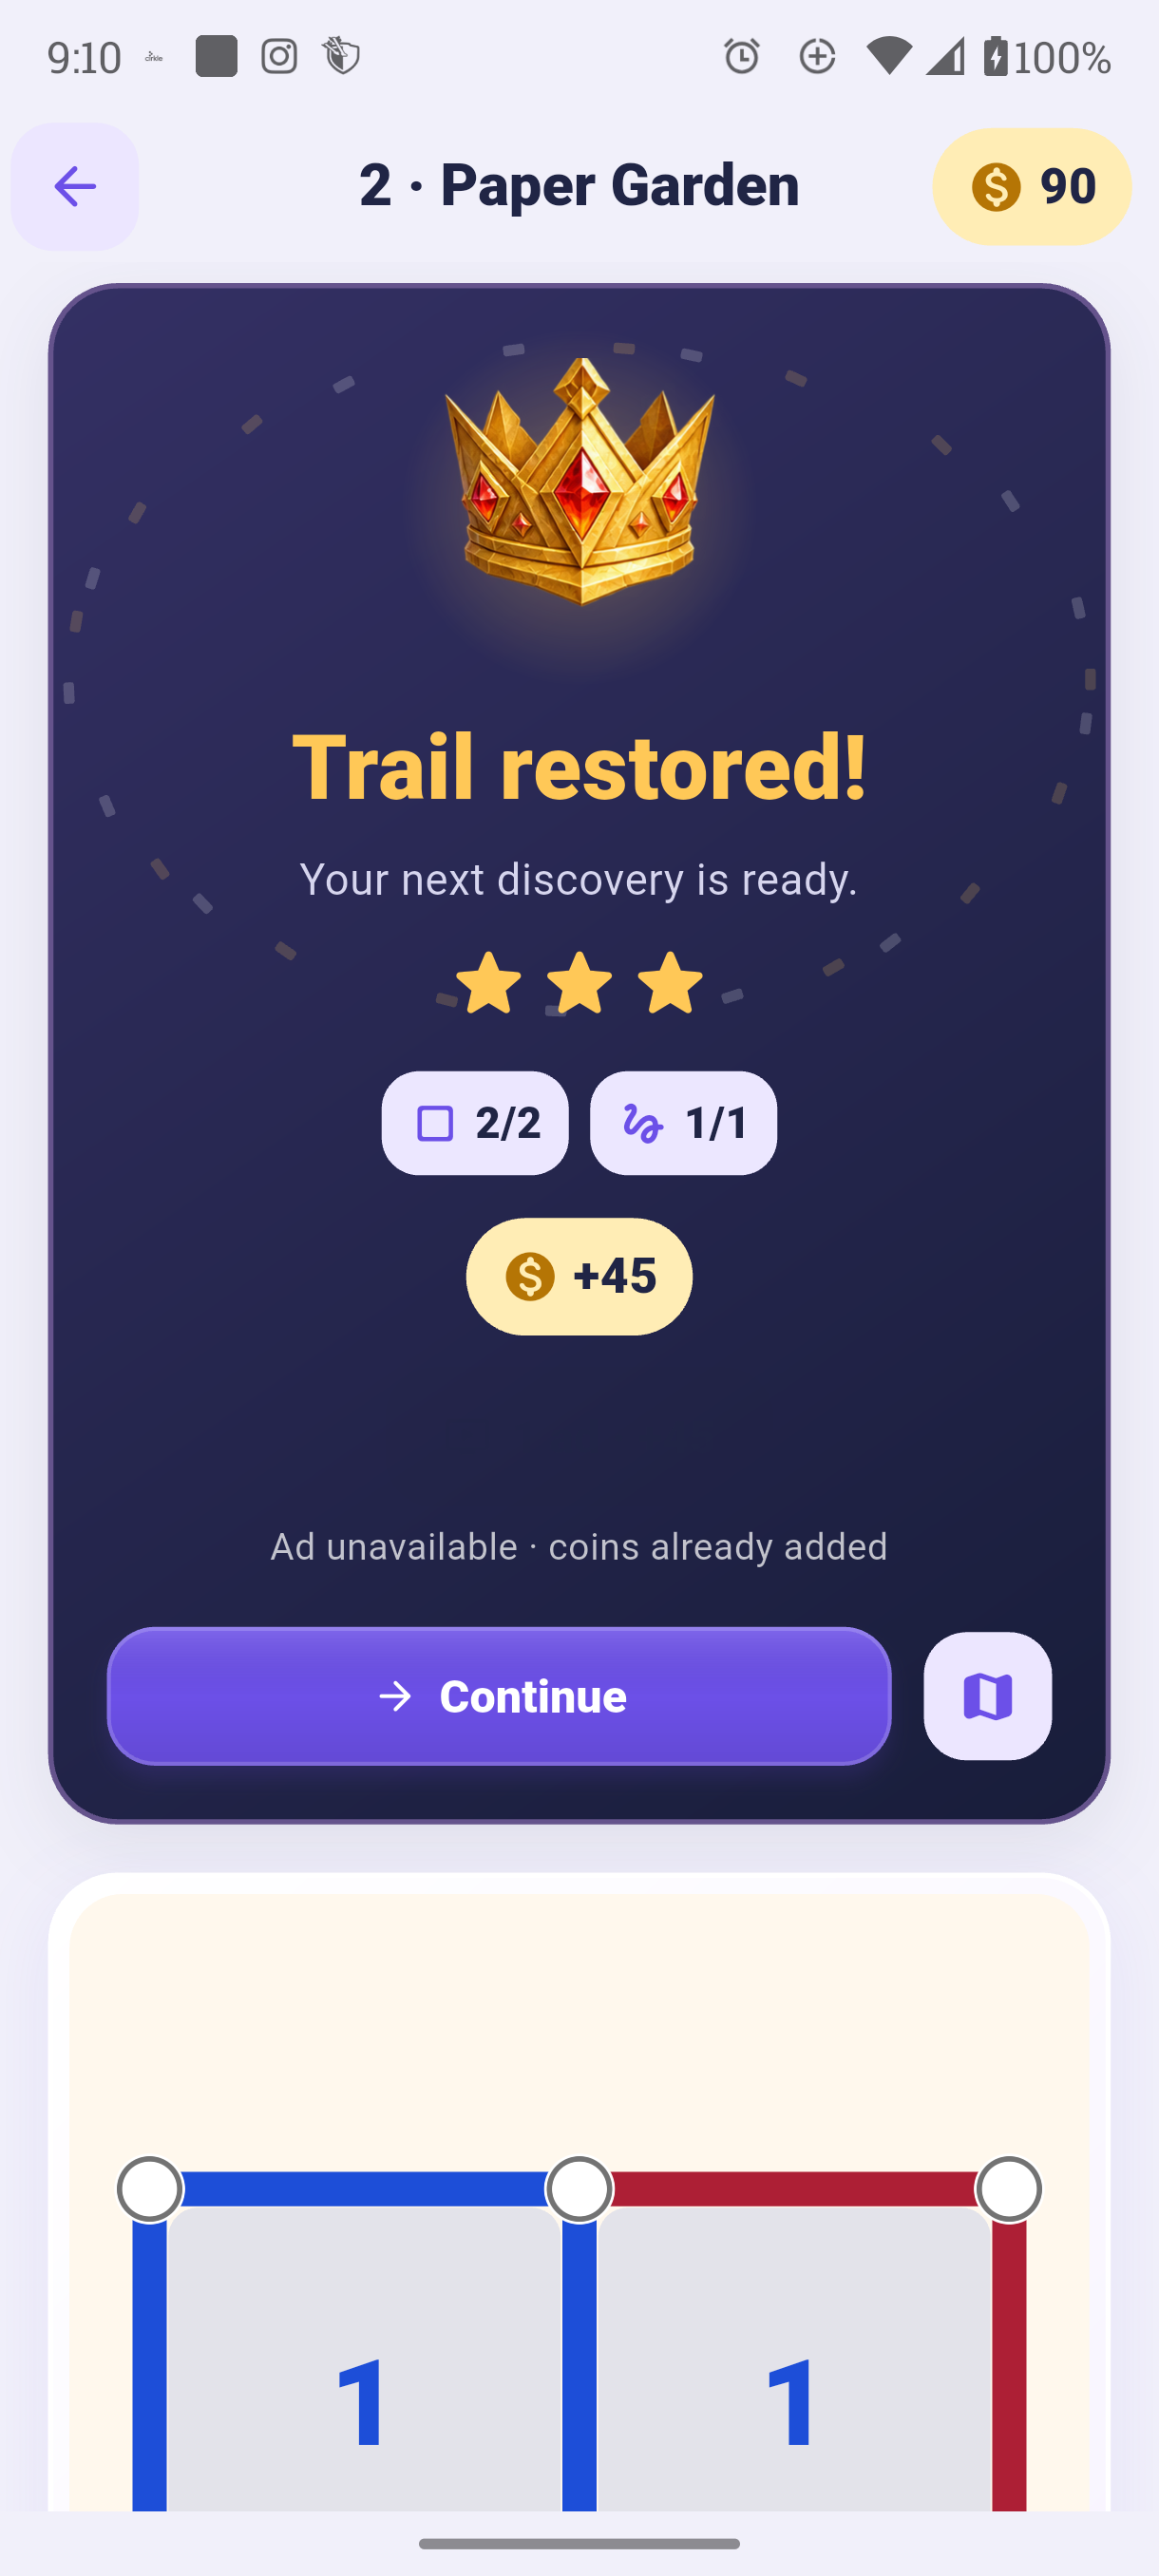 9:10
100%
2 · Paper Garden
90
Trail restored!
Your next discovery is ready.
2/2
1/1
+45
Ad unavailable · coins already added
Continue
1
1